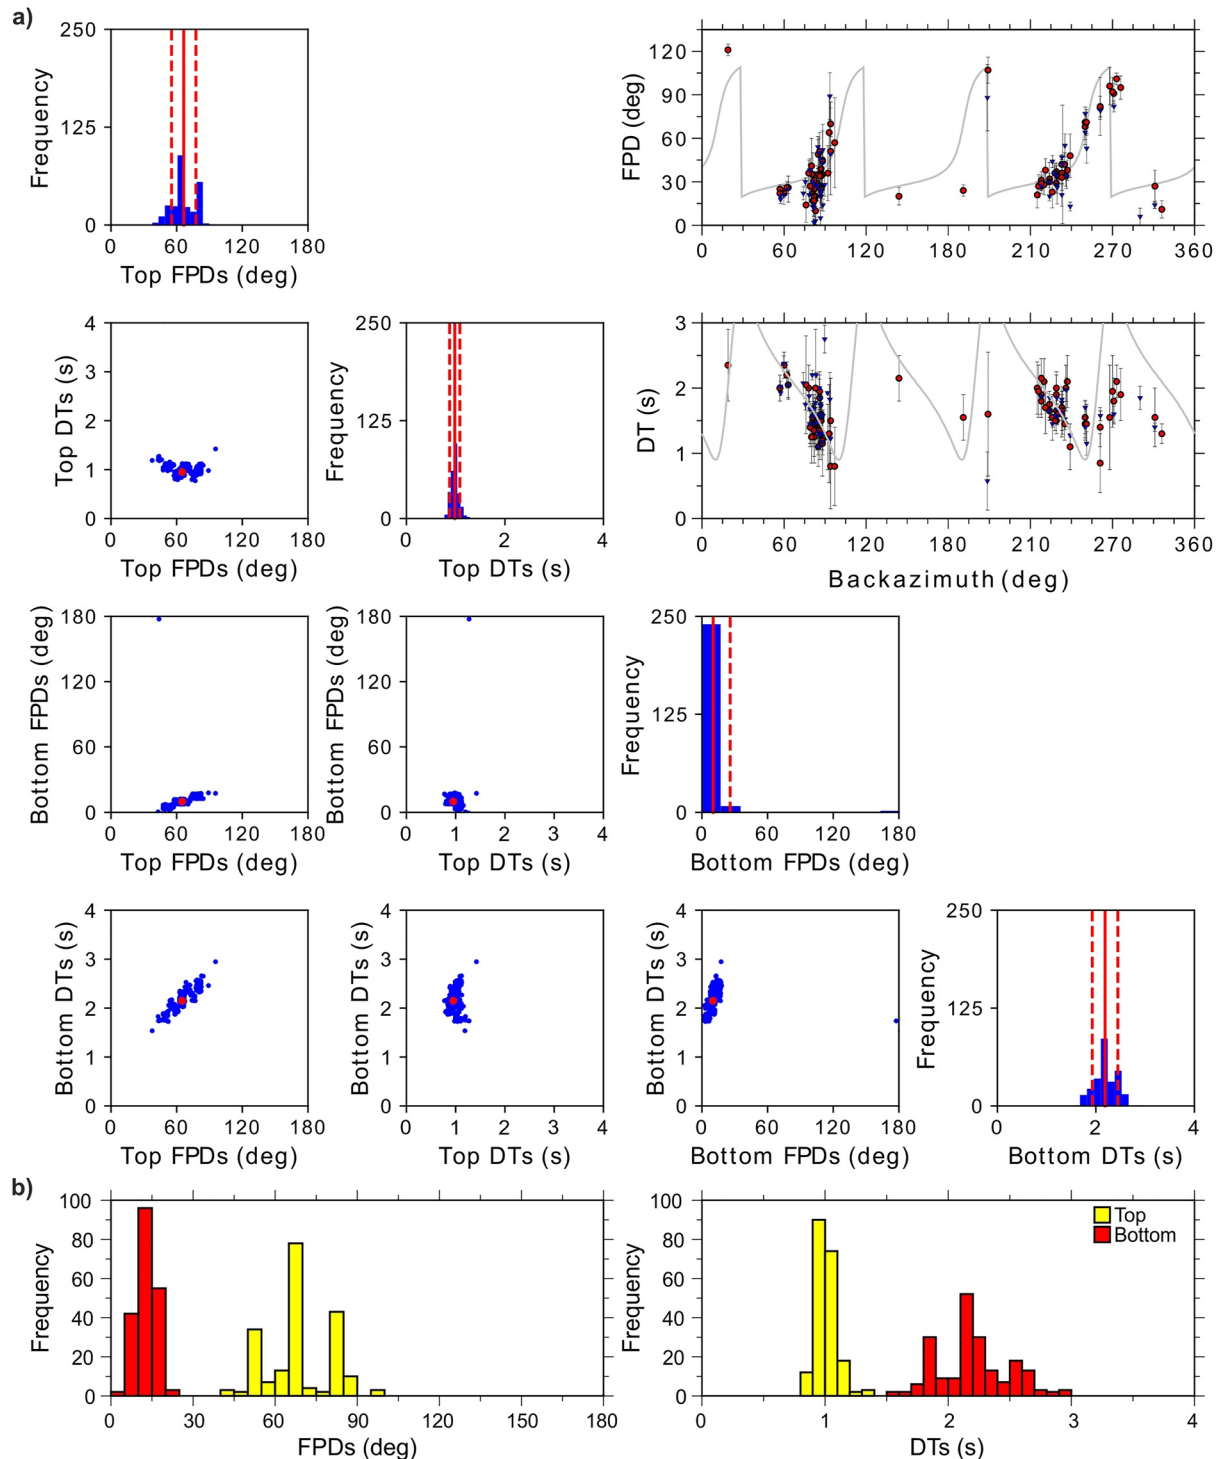 a)
250
125
0
Frequency
0 60 120 180
Top FPDs (deg)
120
90
60
30
0
FPD (deg)
0 60 120 210 270 360
4
3
2
1
0
Top DTs (s)
0 60 120 180
Top FPDs (deg)
250
125
0
Frequency
0 2 4
Top DTs (s)
3
2
1
0
DT (s)
0 60 120 210 270 360
Backazimuth (deg)
180
120
60
0
Bottom FPDs (deg)
0 60 120 180
Top FPDs (deg)
180
120
60
0
Bottom FPDs (deg)
0 1 2 3 4
Top DTs (s)
250
125
0
Frequency
0 60 120 180
Bottom FPDs (deg)
4
3
2
1
0
Bottom DTs (s)
0 60 120 180
Top FPDs (deg)
4
3
2
1
0
Bottom DTs (s)
0 1 2 3 4
Top DTs (s)
4
3
2
1
0
Bottom DTs (s)
0 60 120 180
Bottom FPDs (deg)
250
125
0
Frequency
0 2 4
Bottom DTs (s)
b)
100
80
60
40
20
0
Frequency
0 30 60 90 120 150 180
FPDs (deg)
100
80
60
40
20
0
Frequency
Top
Bottom
0 1 2 3 4
DTs (s)